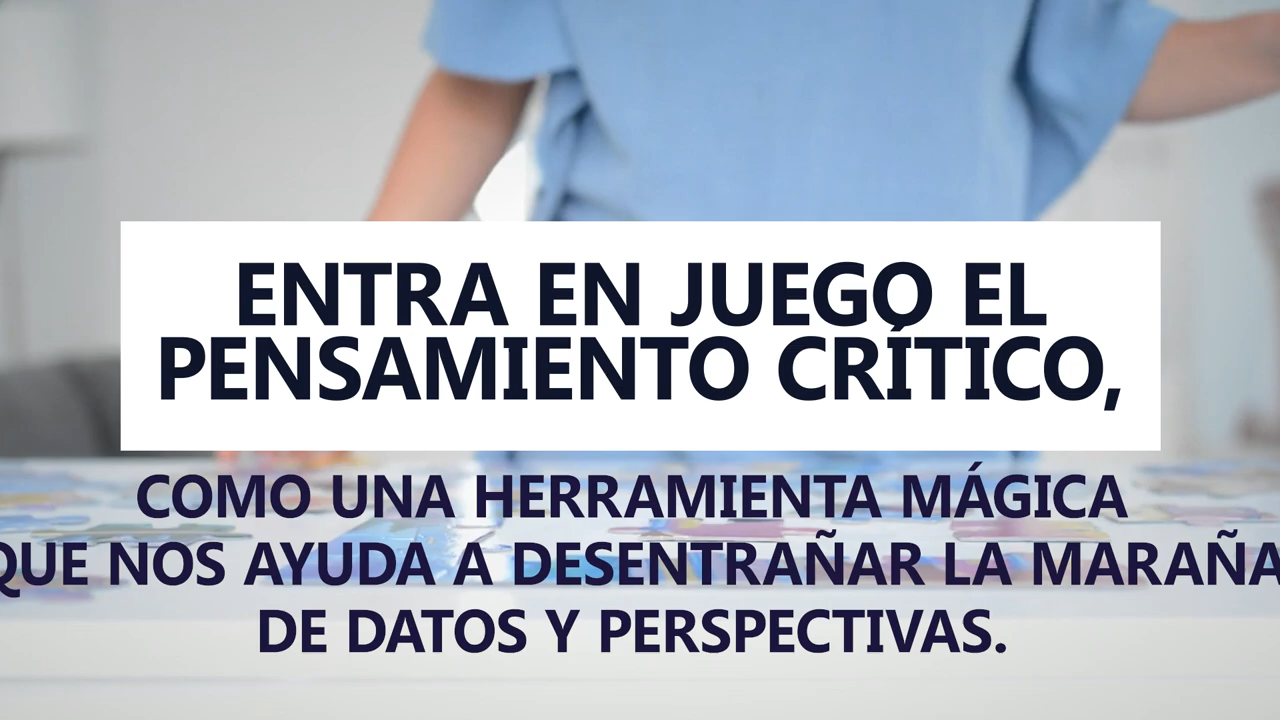 ENTRA EN JUEGO EL
PENSAMIENTO CRÍTICO,
COMO UNA HERRAMIENTA MÁGICA
QUE NOS AYUDA A DESENTRAÑAR LA MARAÑA
DE DATOS Y PERSPECTIVAS.